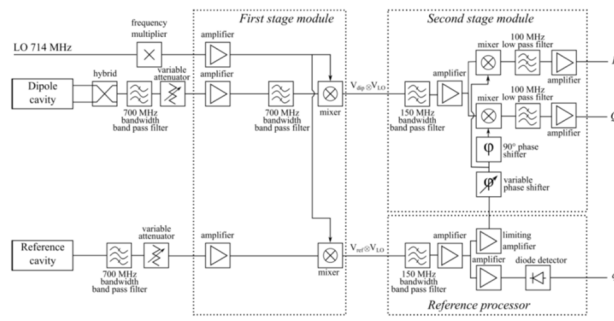 First stage module
Second stage module
LO 714 MHz
frequency
multiplier
amplifier
mixer
100 MHz
low pass filter
amplifier
Dipole
cavity
hybrid
variable
attenuator
700 MHz
bandwidth
band pass filter
amplifier
700 MHz
bandwidth
band pass filter
mixer
Vdip⊗VLO
150 MHz
bandwidth
band pass filter
amplifier
mixer
100 MHz
low pass filter
amplifier
φ
90° phase
shifter
φ
variable
phase shifter
Reference
cavity
700 MHz
bandwidth
band pass filter
variable
attenuator
amplifier
mixer
Vref⊗VLO
150 MHz
bandwidth
band pass filter
amplifier
limiting
amplifier
amplifier
diode detector
Reference processor